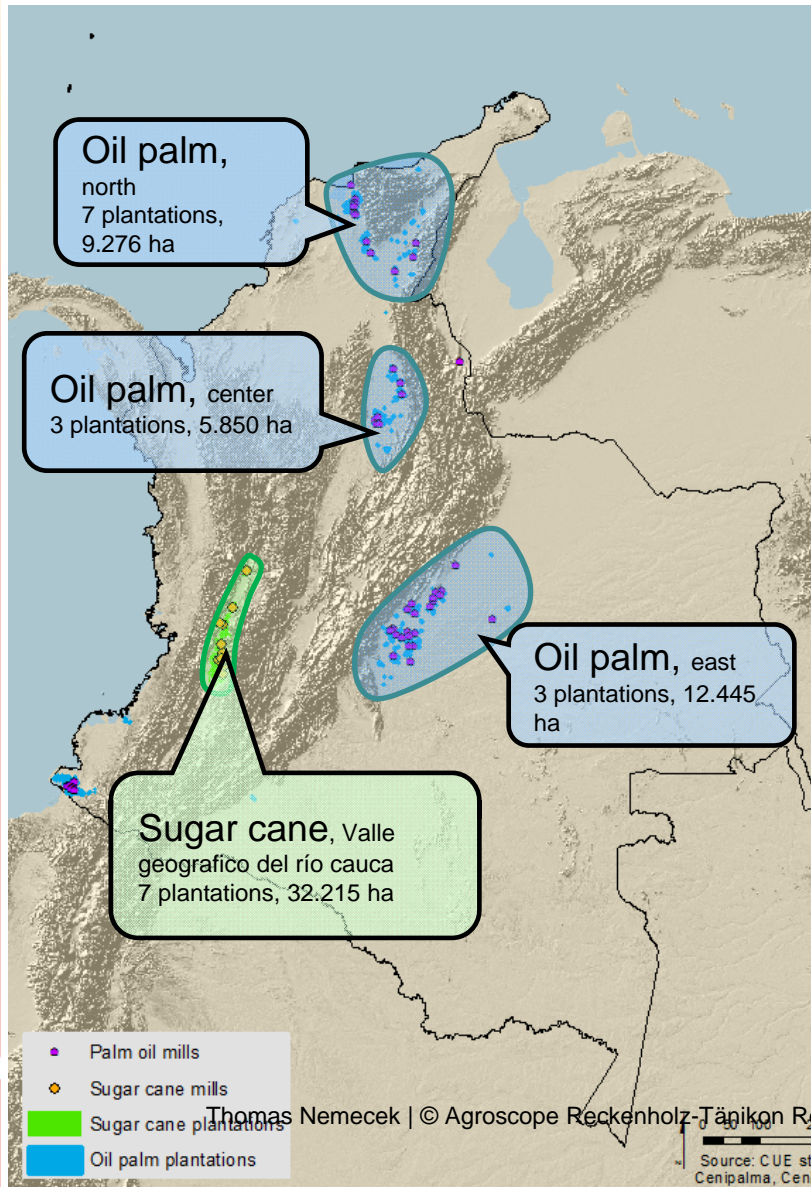 Oil palm,
north
7 plantations,
9.276 ha
Oil palm, center
3 plantations, 5.850 ha
Oil palm, east
3 plantations, 12.445
ha
Sugar cane, Valle
geografico del río cauca
7 plantations, 32.215 ha
Palm oil mills
Sugar cane mills
Sugar cane plantations
Oil palm plantations
Thomas Nemecek | © Agroscope Reckenholz-Tänikon R
0 50 100
Source: CUE st
Cenipalma, Cen